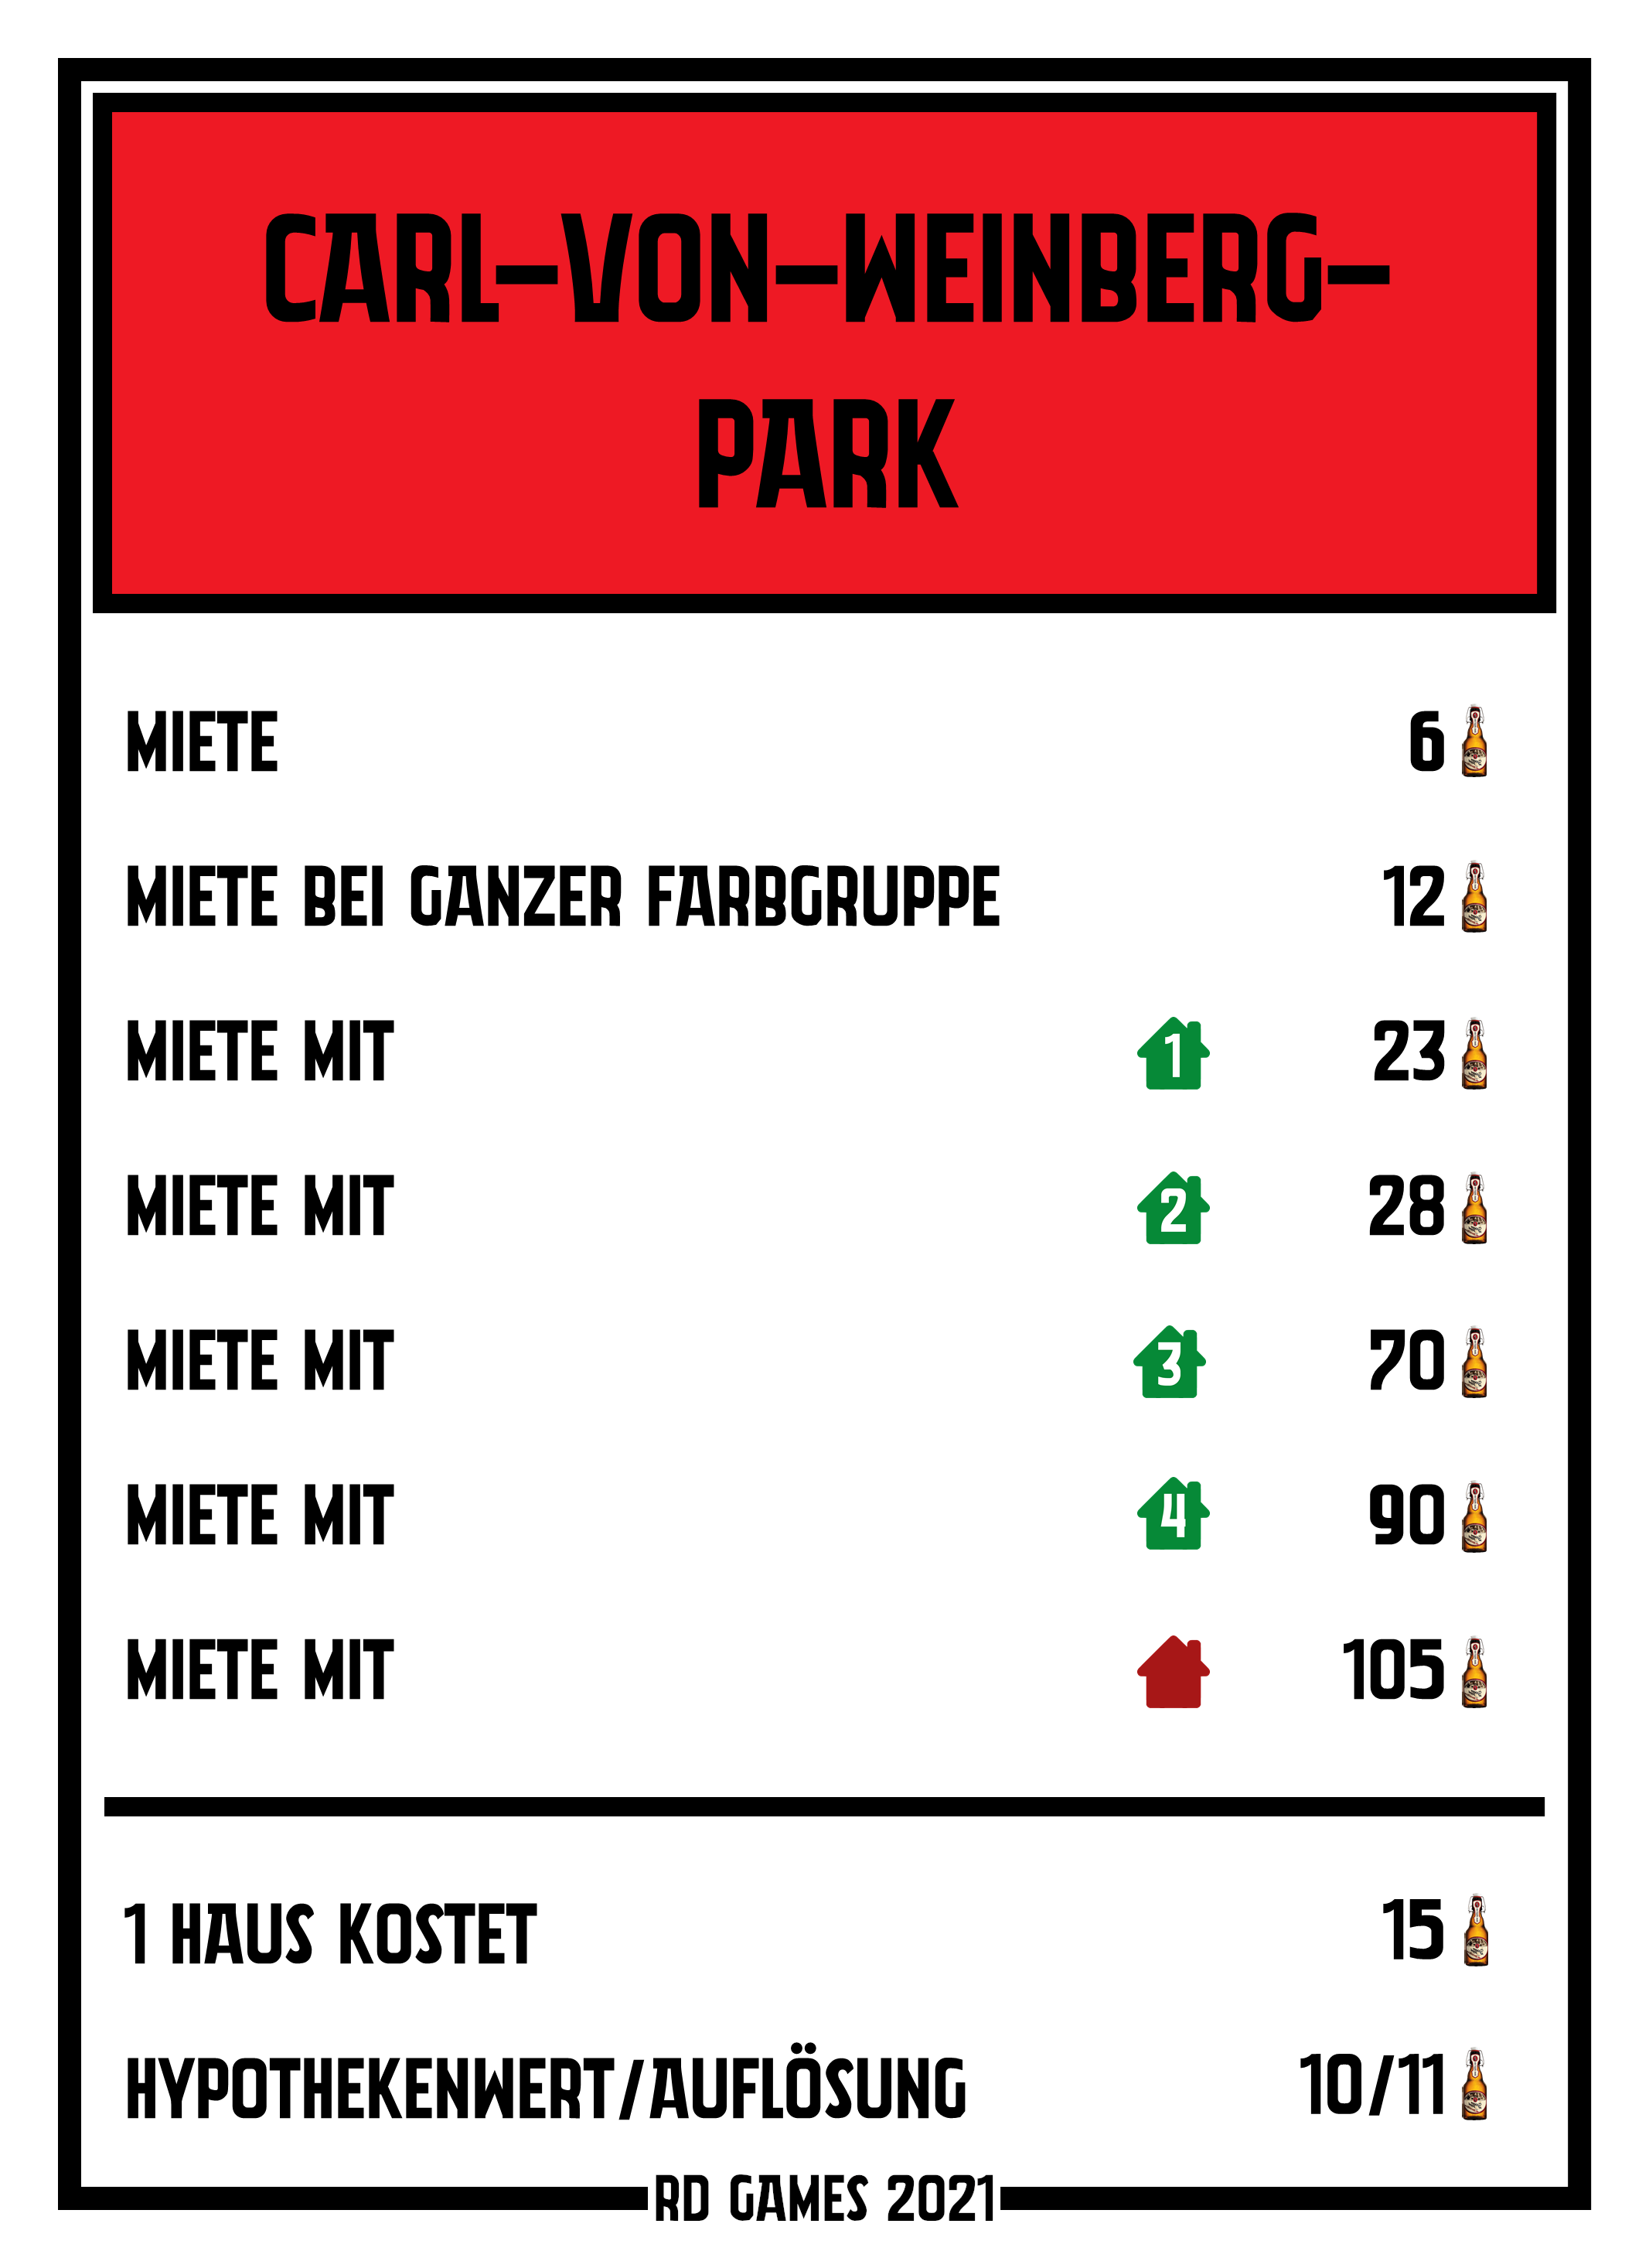 CARL-VON-WEINBERG-
PARK
MIETE 6
MIETE BEI GANZER FARBGRUPPE 12
MIETE MIT 1 23
MIETE MIT 2 28
MIETE MIT 3 70
MIETE MIT 4 90
MIETE MIT 105
1 HAUS KOSTET 15
HYPOTHEKENWERT/AUFLÖSUNG 10/11
RD GAMES 2021